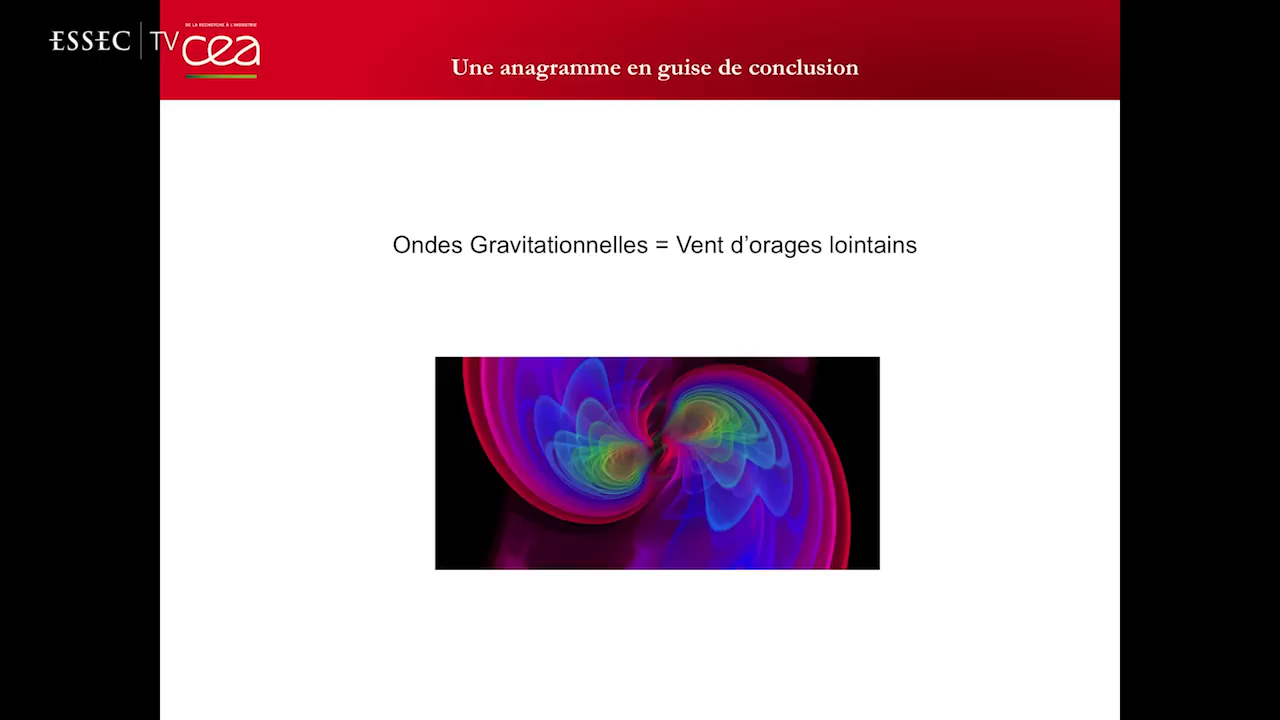 ESSEC TV
DE LA RECHERCHE À L'INDUSTRIE
cea
Une anagramme en guise de conclusion
Ondes Gravitationnelles = Vent d’orages lointains